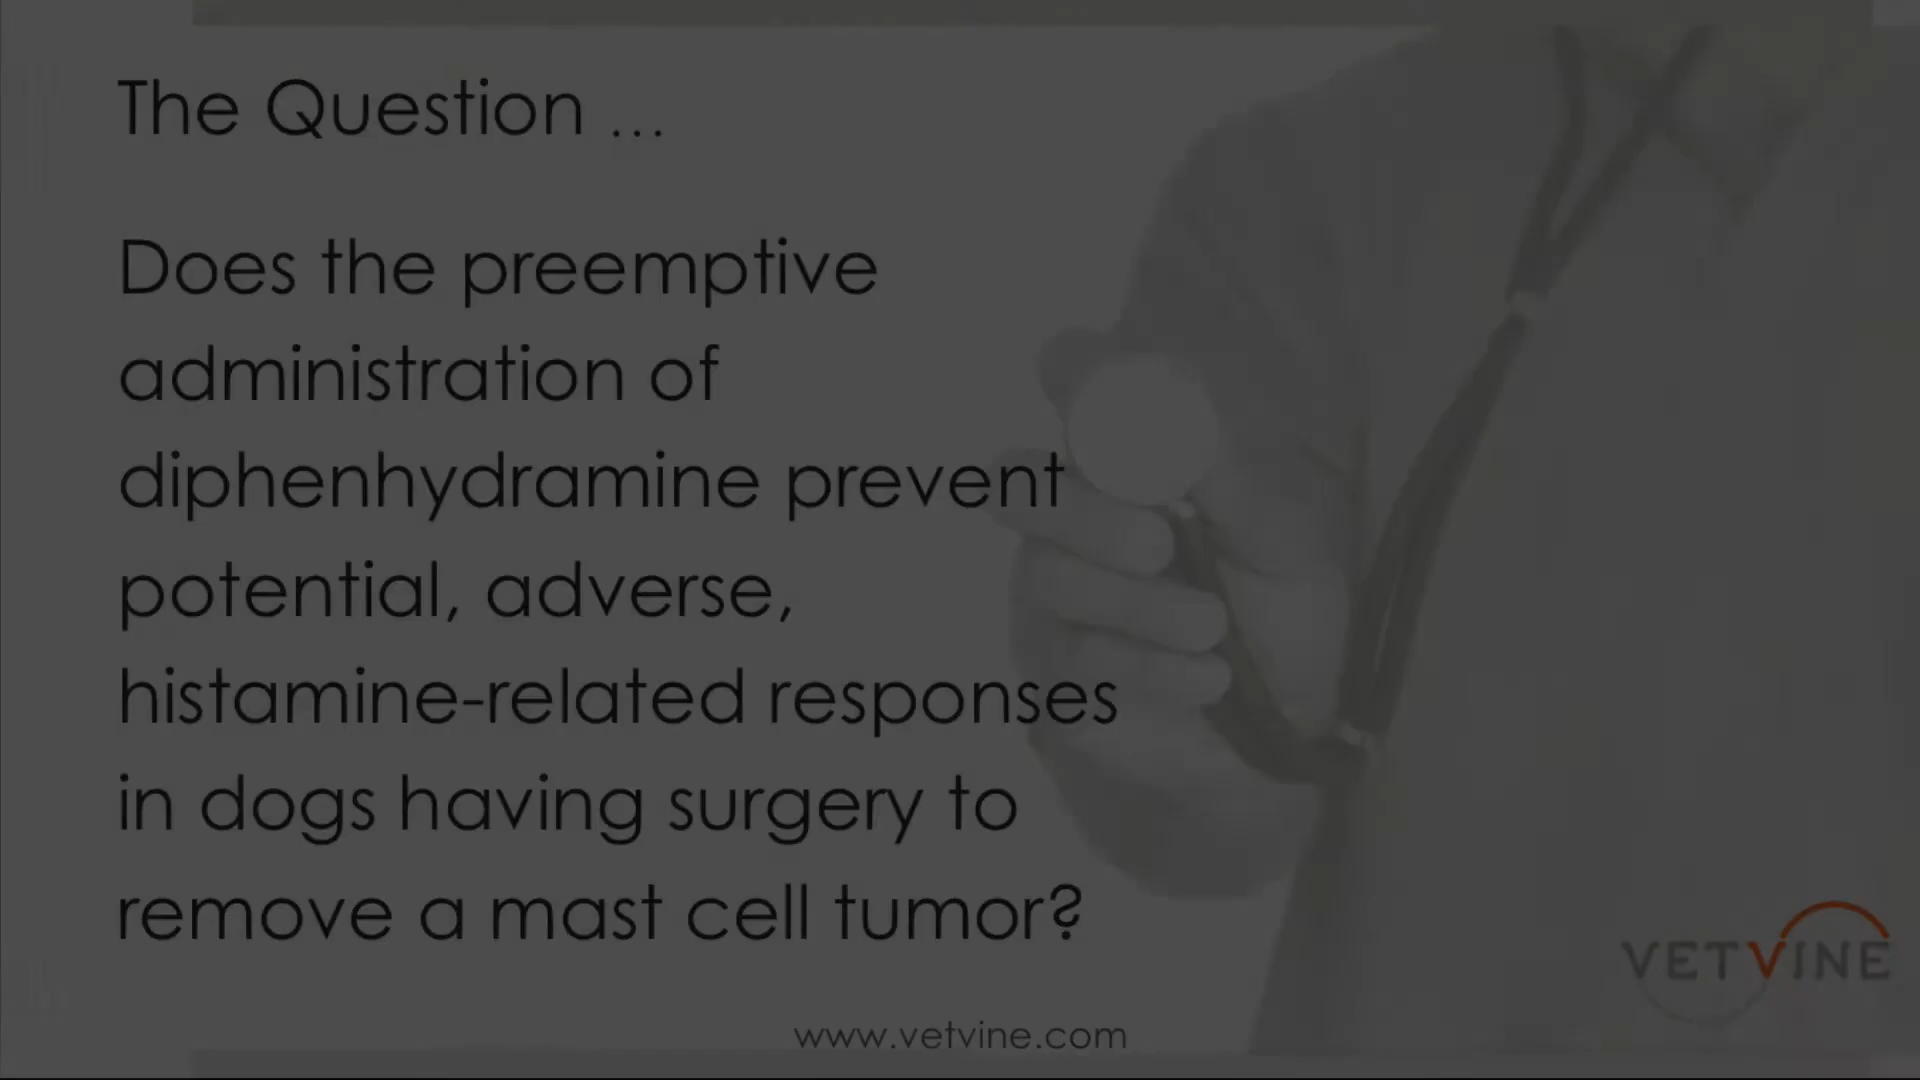 The Question ...
Does the preemptive
administration of
diphenhydramine prevent
potential, adverse,
histamine-related responses
in dogs having surgery to
remove a mast cell tumor?
VETVINE
www.vetvine.com